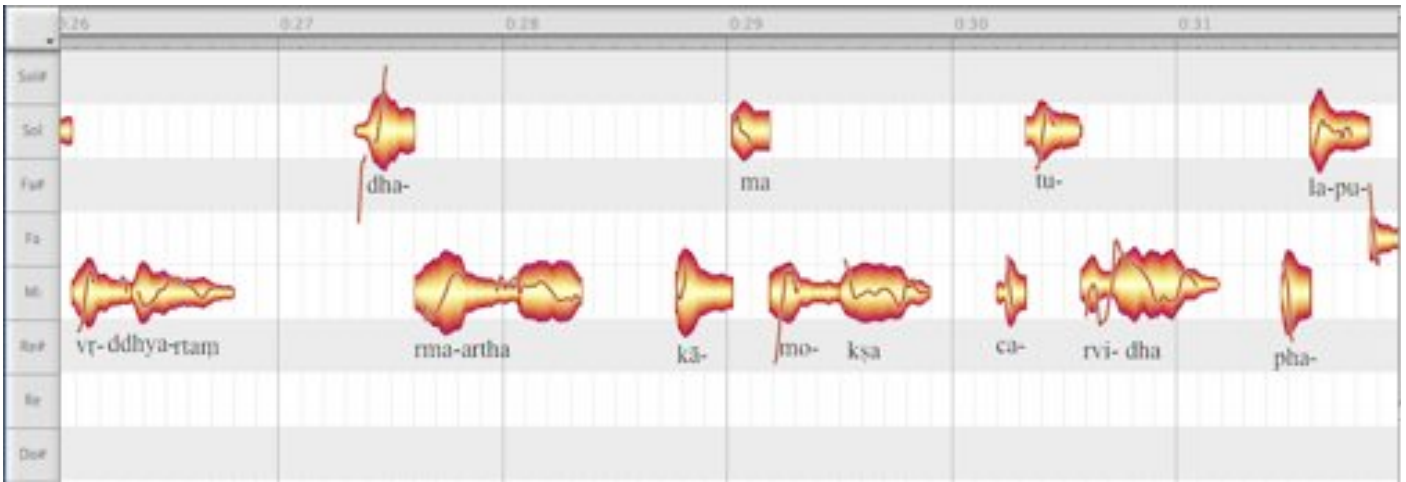 0:26 0:27 0:28 0:29 0:30 0:31
Sol#
Sol
Fa# dha- ma tu- la-pu-
Fa
Mi
Re# vṛ- ddhya-rtaṃ rma-artha kā- mo- kṣa ca- rvi- dha pha-
Re
Do#